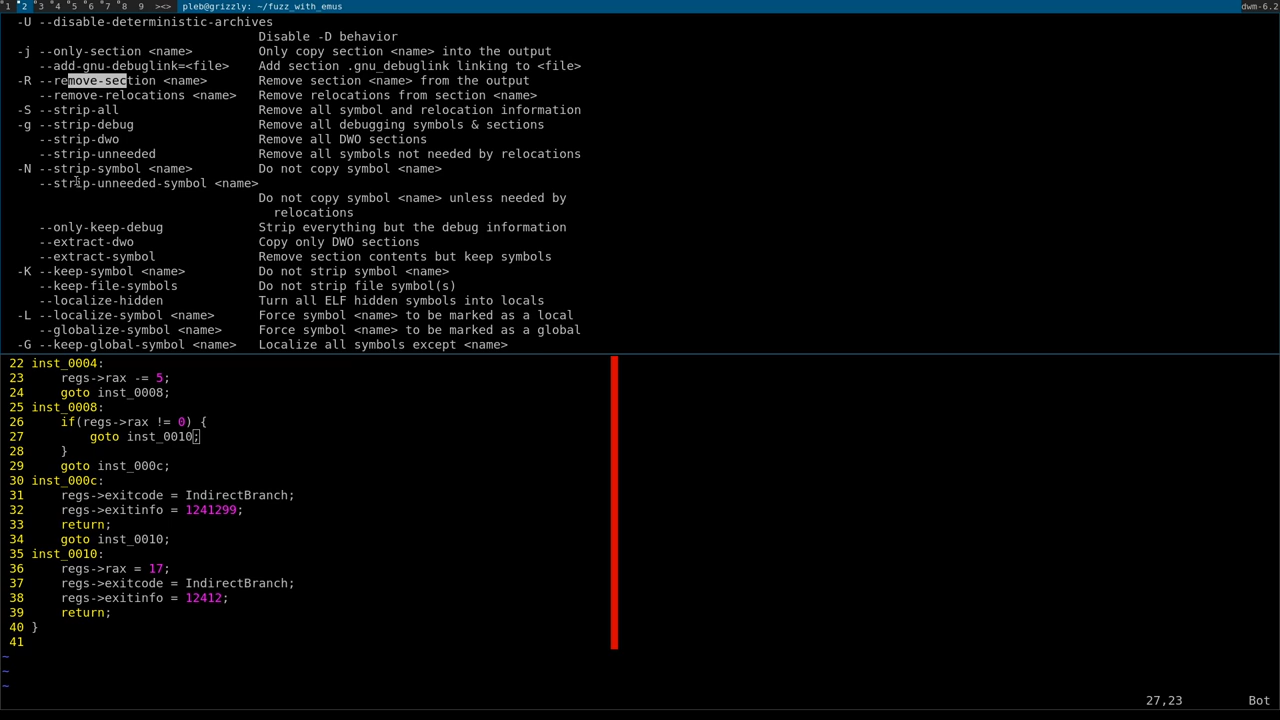 1 2 3 4 5 6 7 8 9 ><> pleb@grizzly: ~/fuzz_with_emus dwm-6.2
-U --disable-deterministic-archives
Disable -D behavior
-j --only-section <name> Only copy section <name> into the output
--add-gnu-debuglink=<file> Add section .gnu_debuglink linking to <file>
-R --remove-section <name> Remove section <name> from the output
--remove-relocations <name> Remove relocations from section <name>
-S --strip-all Remove all symbol and relocation information
-g --strip-debug Remove all debugging symbols & sections
--strip-dwo Remove all DWO sections
--strip-unneeded Remove all symbols not needed by relocations
-N --strip-symbol <name> Do not copy symbol <name>
--strip-unneeded-symbol <name>
Do not copy symbol <name> unless needed by
relocations
--only-keep-debug Strip everything but the debug information
--extract-dwo Copy only DWO sections
--extract-symbol Remove section contents but keep symbols
-K --keep-symbol <name> Do not strip symbol <name>
--keep-file-symbols Do not strip file symbol(s)
--localize-hidden Turn all ELF hidden symbols into locals
-L --localize-symbol <name> Force symbol <name> to be marked as a local
--globalize-symbol <name> Force symbol <name> to be marked as a global
-G --keep-global-symbol <name> Localize all symbols except <name>
22 inst_0004:
23 regs->rax -= 5;
24 goto inst_0008;
25 inst_0008:
26 if(regs->rax != 0) {
27 goto inst_0010;
28 }
29 goto inst_000c;
30 inst_000c:
31 regs->exitcode = IndirectBranch;
32 regs->exitinfo = 1241299;
33 return;
34 goto inst_0010;
35 inst_0010:
36 regs->rax = 17;
37 regs->exitcode = IndirectBranch;
38 regs->exitinfo = 12412;
39 return;
40 }
41
~
~
~
27,23 Bot